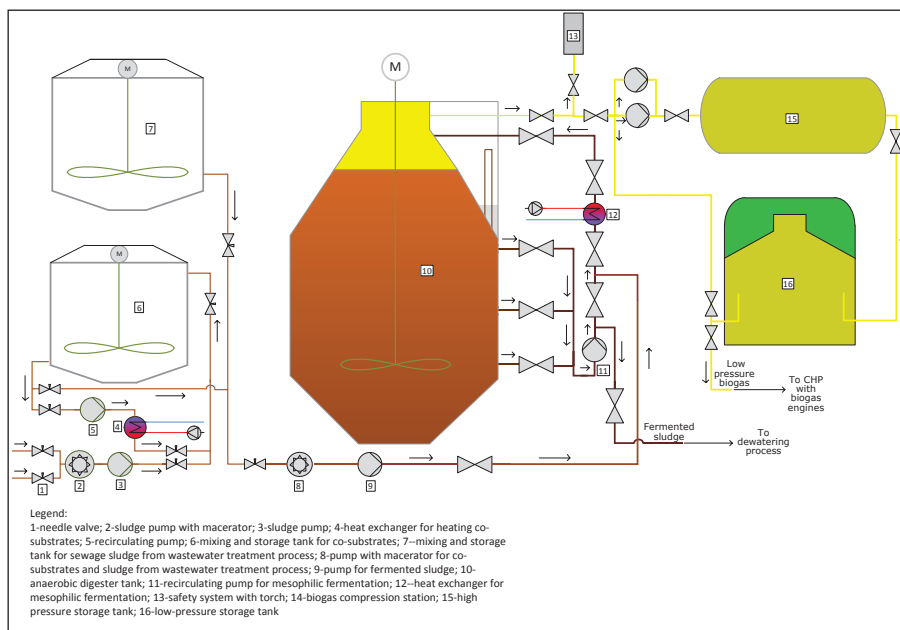 M
13
7
15
M
12
10
6
16
11
Low
pressure
biogas
To CHP
with
biogas
engines
5
4
Fermented
sludge
To
dewatering
process
1
2
3
8
9
Legend:
1-needle valve; 2-sludge pump with macerator; 3-sludge pump; 4-heat exchanger for heating co-
substrates; 5-recirculating pump; 6-mixing and storage tank for co-substrates; 7--mixing and storage
tank for sewage sludge from wastewater treatment process; 8-pump with macerator for co-
substrates and sludge from wastewater treatment process; 9-pump for fermented sludge; 10-
anaerobic digester tank; 11-recirculating pump for mesophilic fermentation; 12--heat exchanger for
mesophilic fermentation; 13-safety system with torch; 14-biogas compression station; 15-high
pressure storage tank; 16-low-pressure storage tank
M